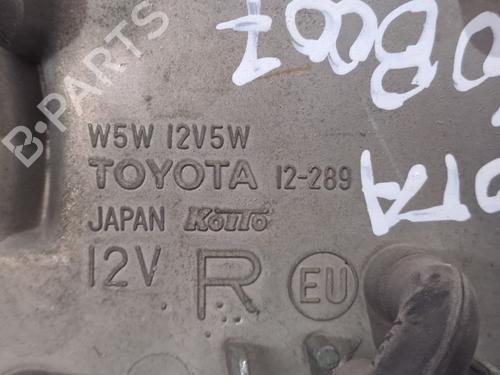 B-PARTS
W5W 12V5W
TOYOTA 12-289
JAPAN KOITO
12V R EU